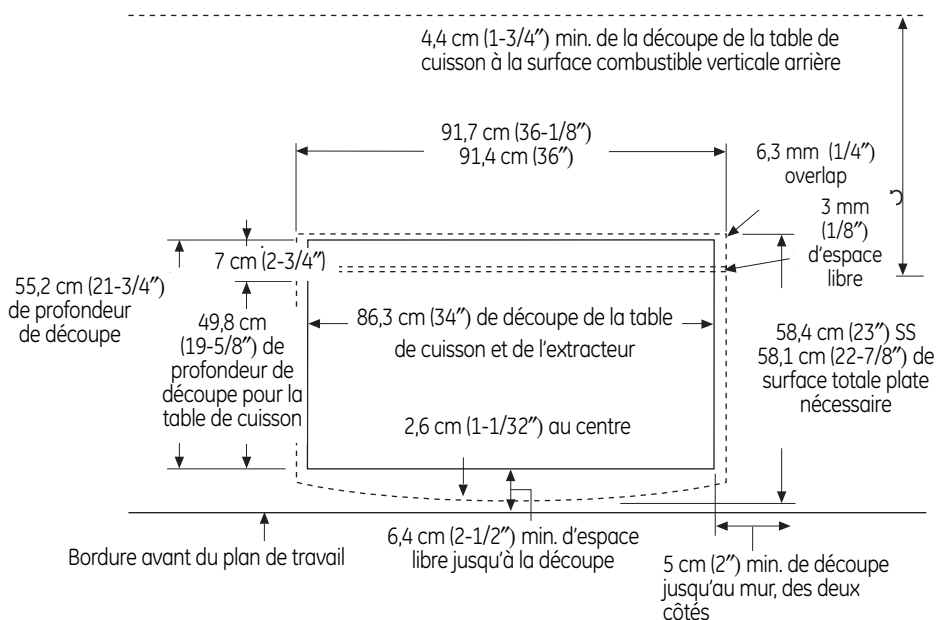 4,4 cm (1-3/4″) min. de la découpe de la table de
cuisson à la surface combustible verticale arrière
91,7 cm (36-1/8″)
91,4 cm (36″)
6,3 mm (1/4″)
overlap
3 mm
(1/8″)
d'espace
libre
7 cm (2-3/4″)
55,2 cm (21-3/4″)
de profondeur
de découpe
49,8 cm
(19-5/8″) de
profondeur de
découpe pour la
table de cuisson
86,3 cm (34″) de découpe de la table
de cuisson et de l'extracteur
58,4 cm (23″) SS
58,1 cm (22-7/8″) de
surface totale plate
nécessaire
2,6 cm (1-1/32″) au centre
Bordure avant du plan de travail
6,4 cm (2-1/2″) min. d'espace
libre jusqu'à la découpe
5 cm (2″) min. de découpe
jusqu'au mur, des deux
côtés